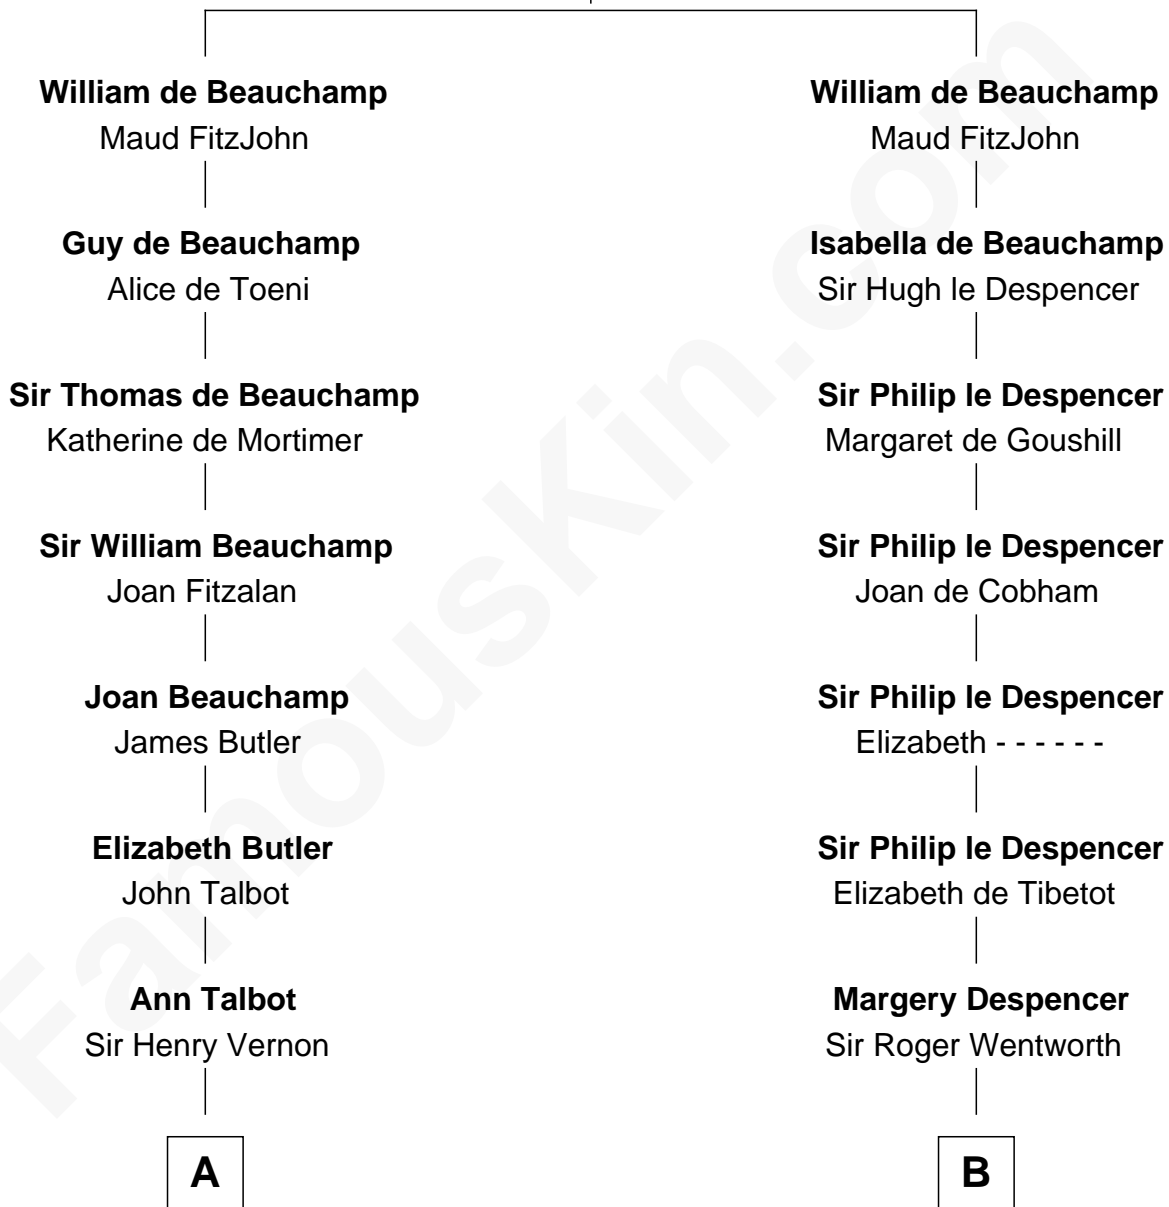 William de Beauchamp
Maud FitzJohn
Guy de Beauchamp
Alice de Toeni
Sir Thomas de Beauchamp
Katherine de Mortimer
Sir William Beauchamp
Joan Fitzalan
Joan Beauchamp
James Butler
Elizabeth Butler
John Talbot
Ann Talbot
Sir Henry Vernon
A
William de Beauchamp
Maud FitzJohn
Isabella de Beauchamp
Sir Hugh le Despencer
Sir Philip le Despencer
Margaret de Goushill
Sir Philip le Despencer
Joan de Cobham
Sir Philip le Despencer
Elizabeth - - - - - -
Sir Philip le Despencer
Elizabeth de Tibetot
Margery Despencer
Sir Roger Wentworth
B
FamousKin.com